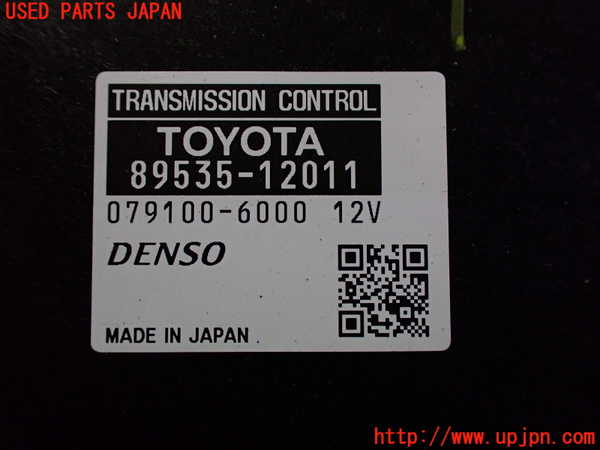 USED PARTS JAPAN
TRANSMISSION CONTROL
TOYOTA
89535-12011
079100-6000 12V
DENSO
MADE IN JAPAN
http://www.upjpn.com/